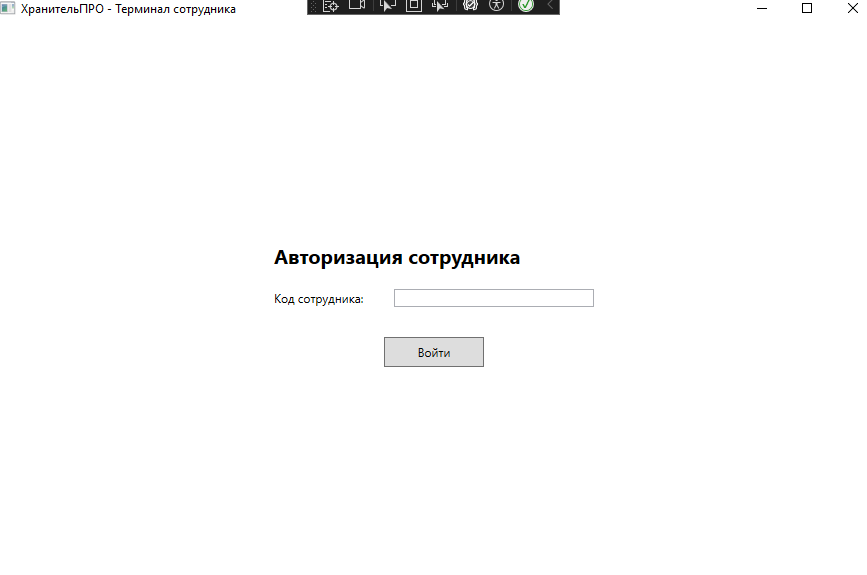 ХранительПРО - Терминал сотрудника
Авторизация сотрудника
Код сотрудника:
Войти